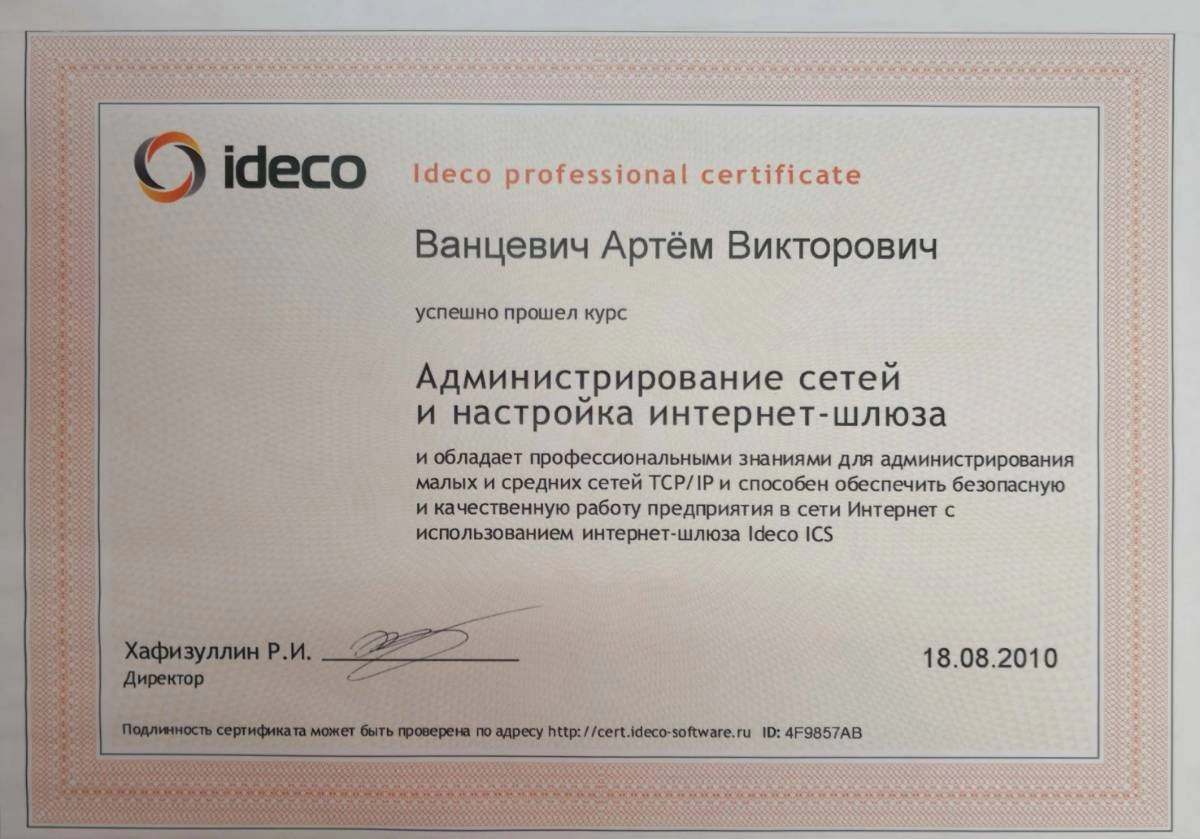 ideco Ideco professional certificate
Ванцевич Артём Викторович
успешно прошел курс
Администрирование сетей
и настройка интернет-шлюза
и обладает профессиональными знаниями для администрирования
малых и средних сетей TCP/IP и способен обеспечить безопасную
и качественную работу предприятия в сети Интернет с
использованием интернет-шлюза Ideco ICS
Хафизуллин Р.И.
Директор
18.08.2010
Подлинность сертификата может быть проверена по адресу http://cert.ideco-software.ru ID: 4F9857AB